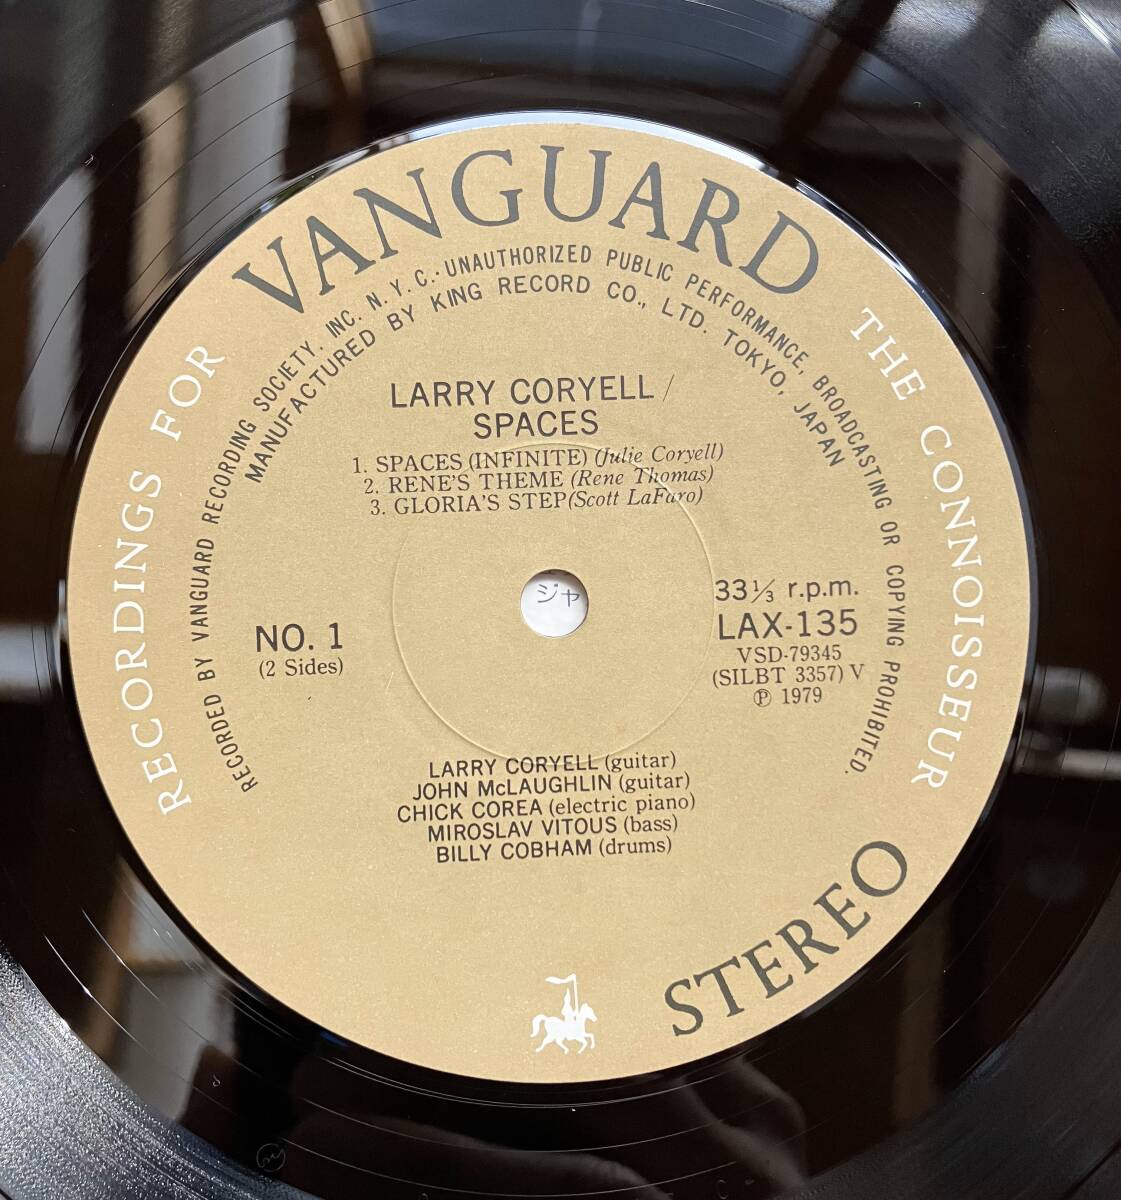 VANGUARD
RECORDINGS FOR THE CONNOISSEUR
RECORDED BY VANGUARD RECORDING SOCIETY. INC. N. Y. C.·UNAUTHORIZED PUBLIC PERFORMANCE, BROADCASTING OR COPYING PROHIBITED.
MANUFACTURED BY KING RECORD CO., LTD. TOKYO, JAPAN
LARRY CORYELL/
SPACES
1. SPACES (INFINITE) (Julie Coryell)
2. RENE'S THEME (Rene Thomas)
3. GLORIA'S STEP(Scott LaFaro)
ジャ
NO. 1
(2 Sides)
33⅓ r.p.m.
LAX-135
VSD-79345
(SILBT 3357) V
Ⓟ 1979
LARRY CORYELL (guitar)
JOHN McLAUGHLIN (guitar)
CHICK COREA (electric piano)
MIROSLAV VITOUS (bass)
BILLY COBHAM (drums)
STEREO